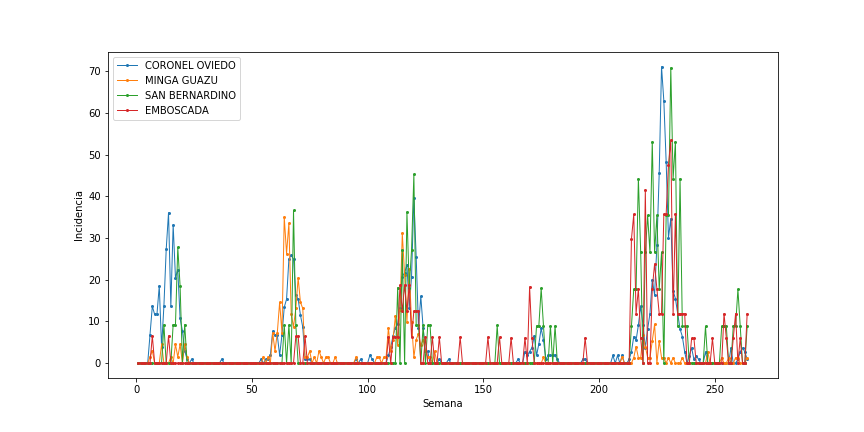 CORONEL OVIEDO
MINGA GUAZU
SAN BERNARDINO
EMBOSCADA
70
60
50
40
30
20
10
0
Incidencia
0 50 100 150 200 250
Semana